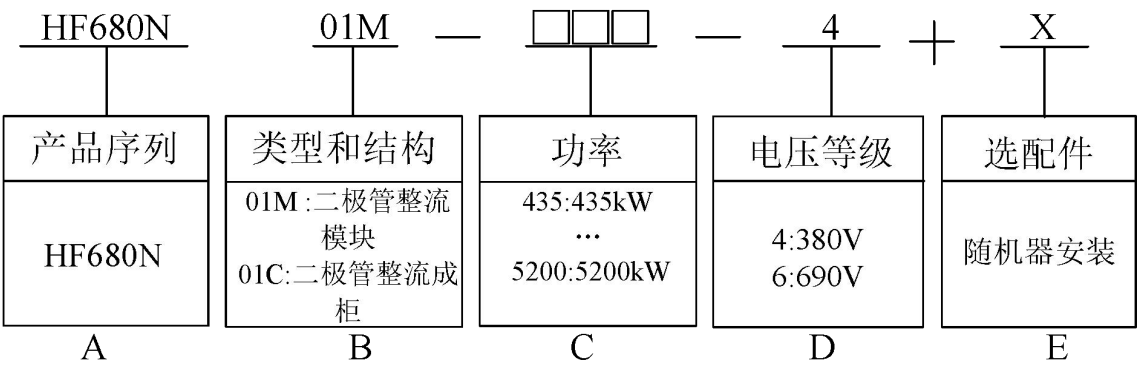 HF680N 01M — □□□ — 4 + X
产品序列
HF680N
A
类型和结构
01M :二极管整流
模块
01C:二极管整流成
柜
B
功率
435:435kW
…
5200:5200kW
C
电压等级
4:380V
6:690V
D
选配件
随机器安装
E